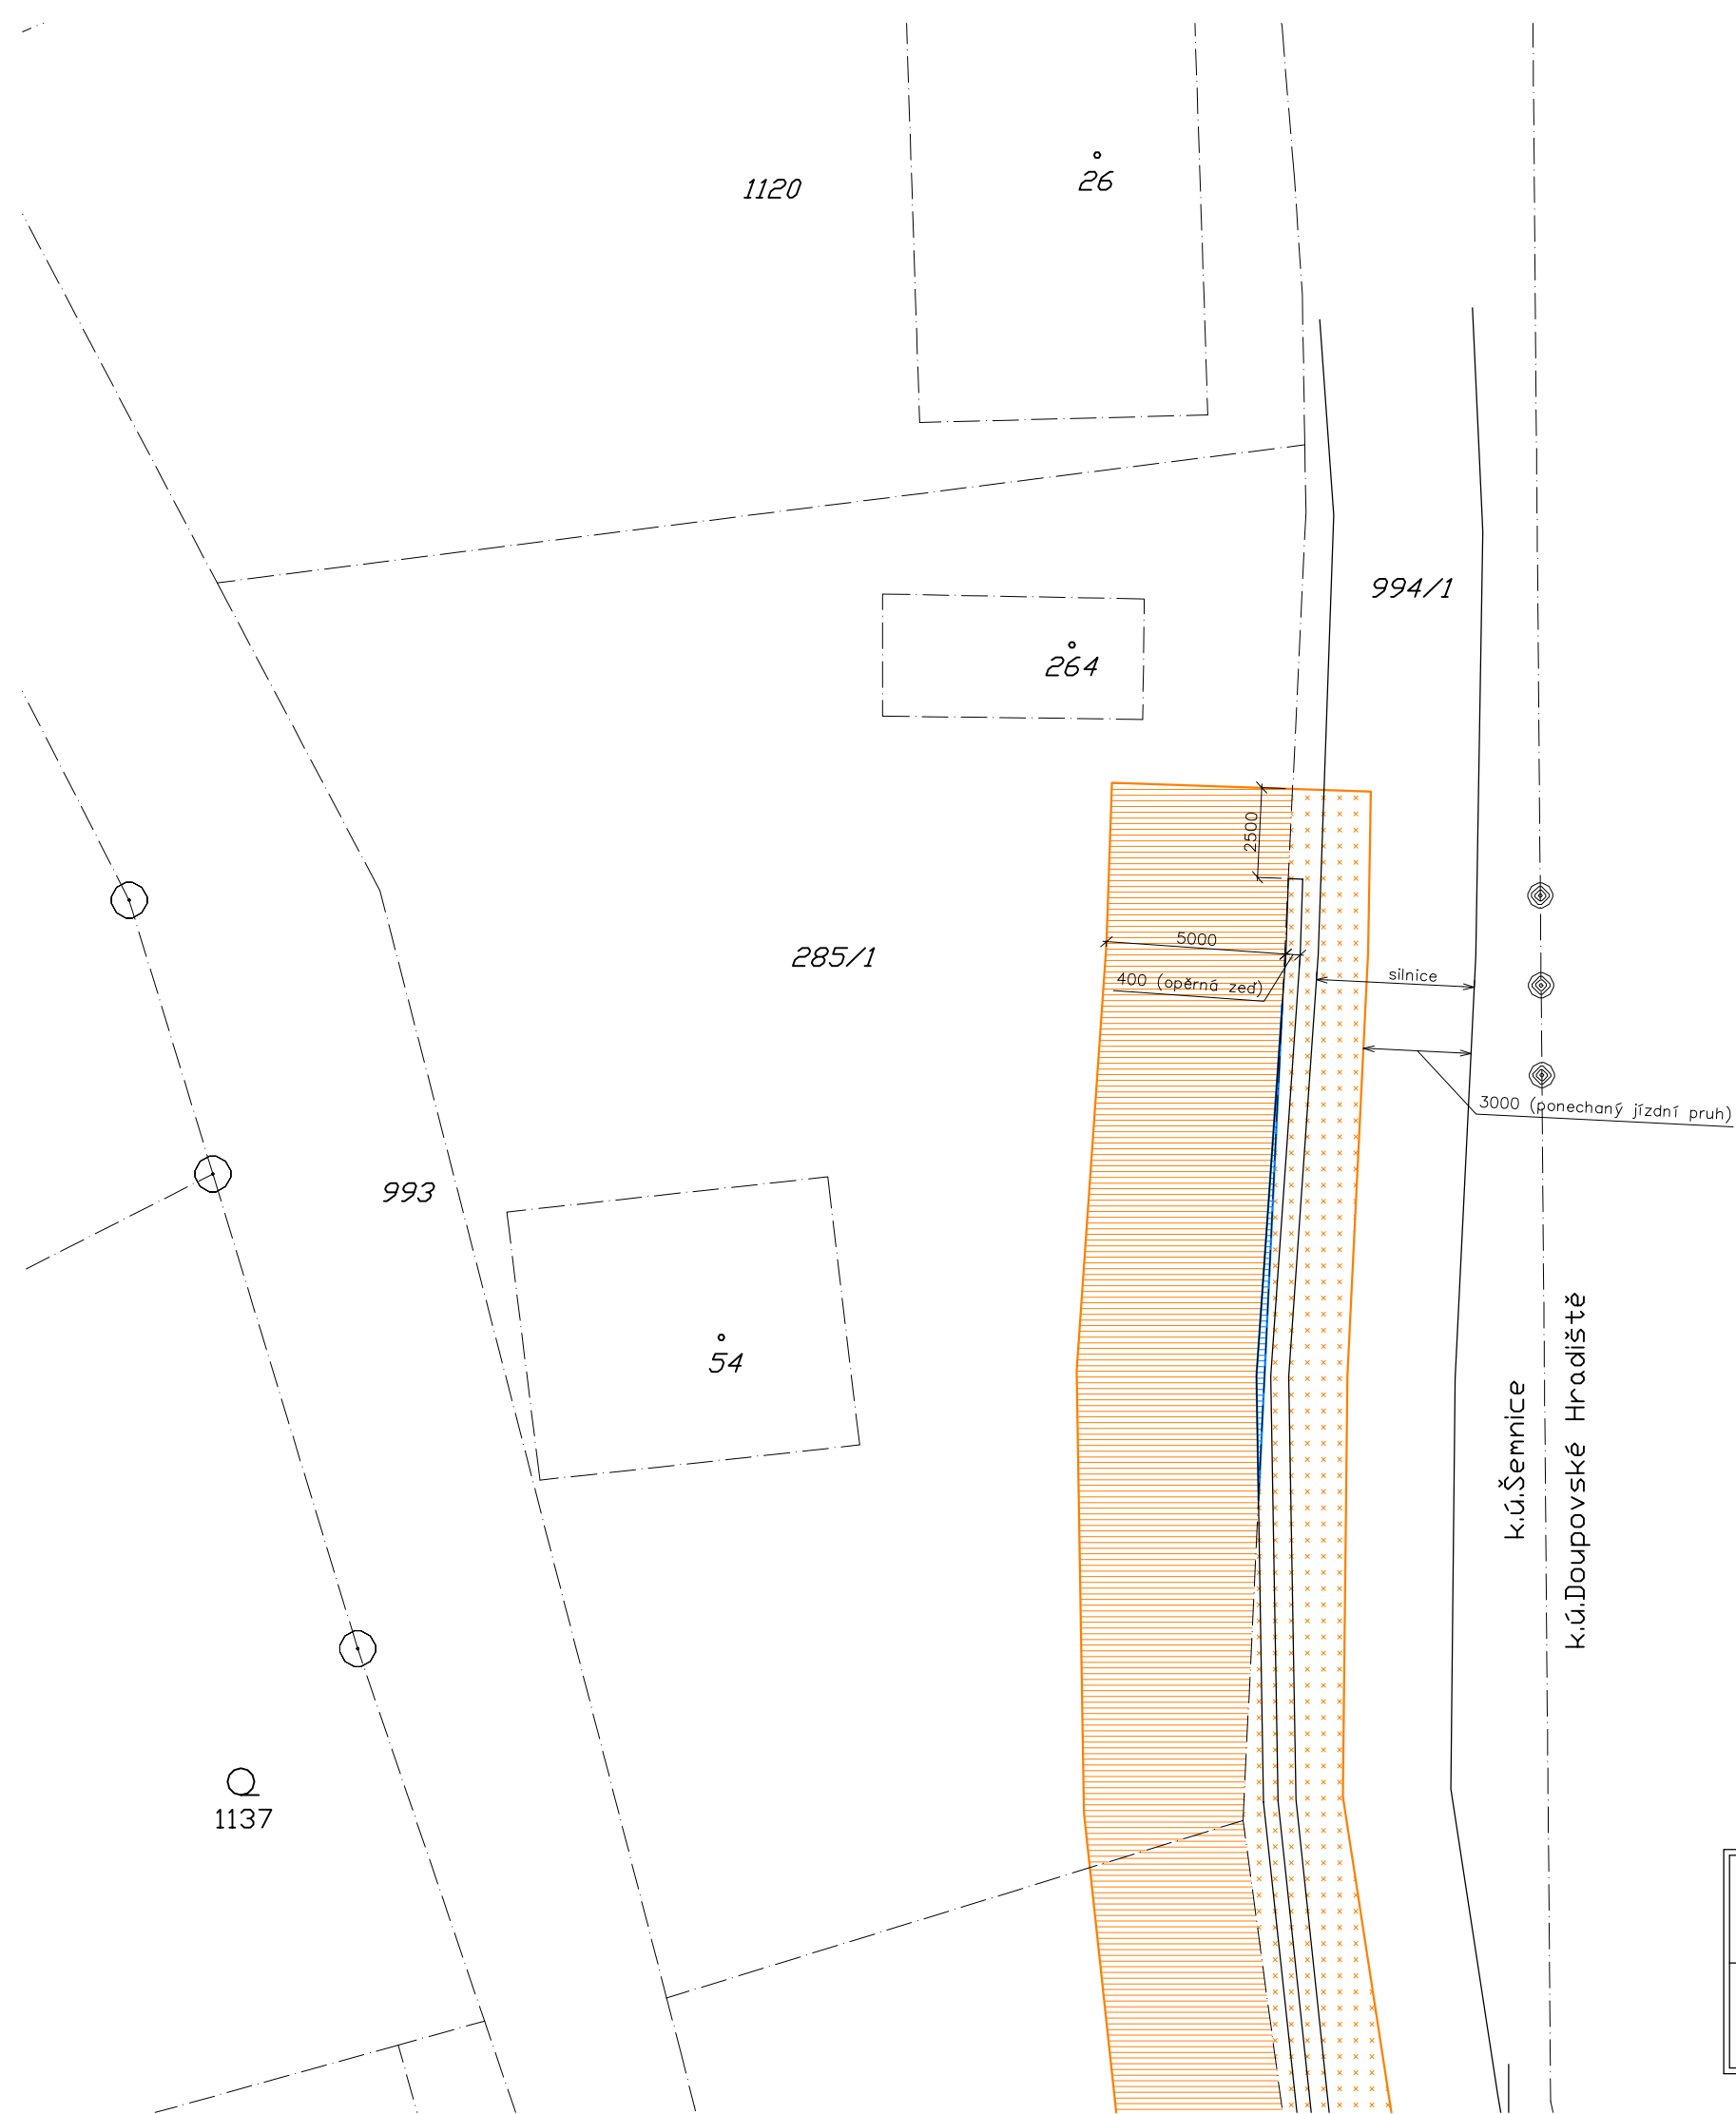 1120
26
994/1
264
2500
285/1
5000
400 (opěrná zeď)
silnice
3000 (ponechaný jízdní pruh)
993
54
k.ú.Šemnice
k.ú.Doupovské Hradiště
1137